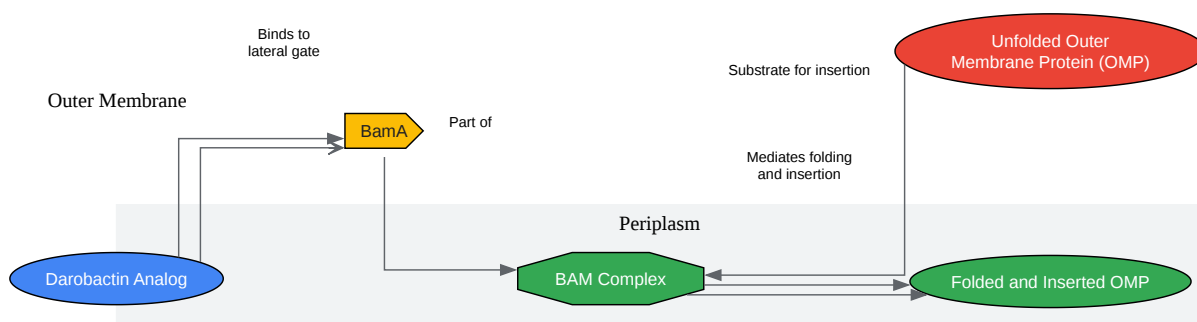 Binds to
lateral gate
Unfolded Outer
Membrane Protein (OMP)
Substrate for insertion
Outer Membrane
BamA
Part of
Mediates folding
and insertion
Periplasm
Darobactin Analog
BAM Complex
Folded and Inserted OMP